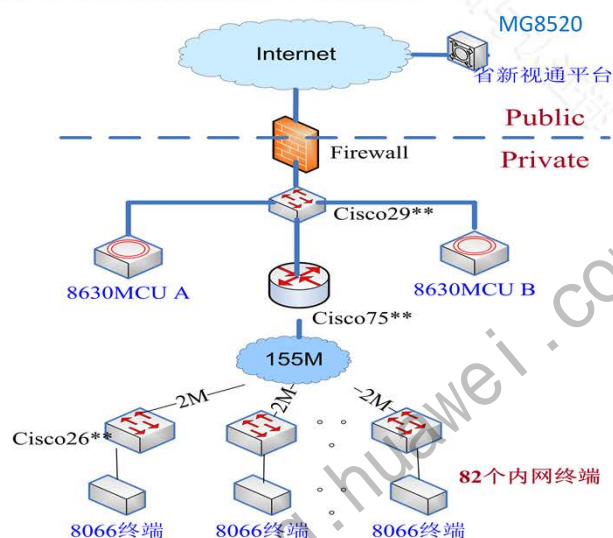 MG8520
Internet
省新视通平台
Public
Firewall
Private
Cisco29**
8630MCU A
8630MCU B
Cisco75**
155M
2M
2M
2M
Cisco26**
82个内网终端
8066终端
8066终端
8066终端
g.huawei.co